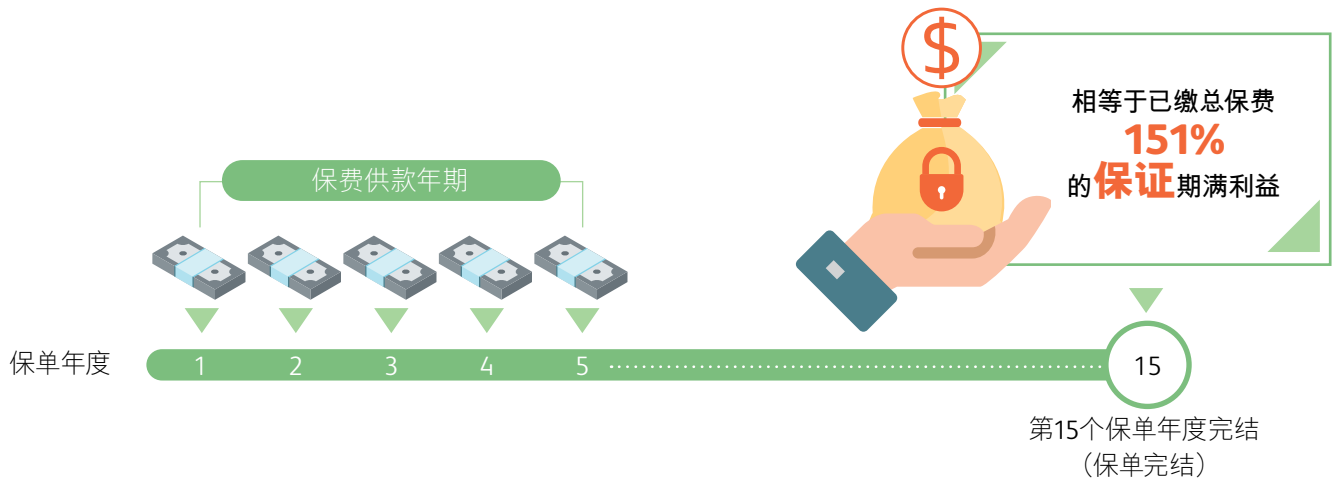 $
相等于已缴总保费
151%
的保证期满利益
保费供款年期
保单年度
1 2 3 4 5 15
第15个保单年度完结
（保单完结）